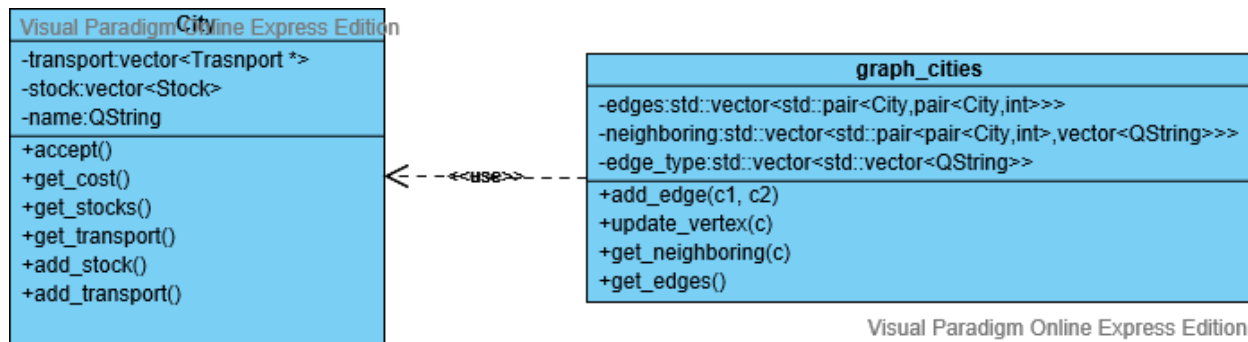 Visual Paradigm Online Express Edition
City
-transport:vector<Trasnport *>
-stock:vector<Stock>
-name:QString
+accept()
+get_cost()
+get_stocks()
+get_transport()
+add_stock()
+add_transport()
<<use>>
graph_cities
-edges:std::vector<std::pair<City,pair<City,int>>>
-neighboring:std::vector<std::pair<pair<City,int>,vector<QString>>>
-edge_type:std::vector<std::vector<QString>>
+add_edge(c1, c2)
+update_vertex(c)
+get_neighboring(c)
+get_edges()
Visual Paradigm Online Express Edition